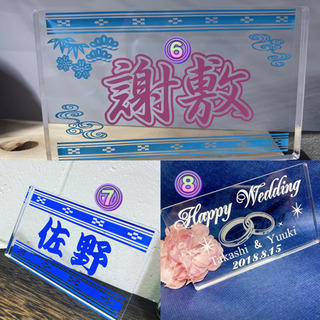 ⑥
謝敷
⑦
佐野
⑧
Happy Wedding
Takashi & Yuuki
2018.8.15